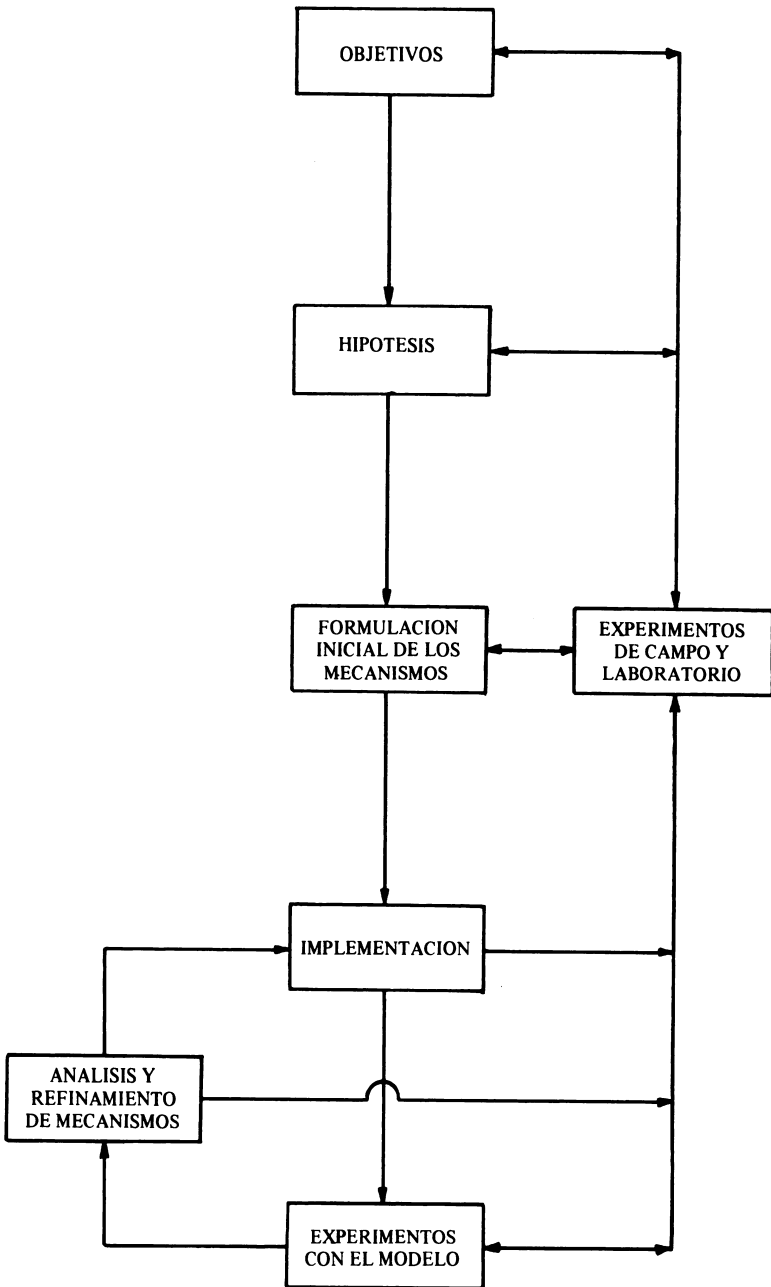 OBJETIVOS
HIPOTESIS
FORMULACION
INICIAL DE LOS
MECANISMOS
EXPERIMENTOS
DE CAMPO Y
LABORATORIO
IMPLEMENTACION
ANALISIS Y
REFINAMIENTO
DE MECANISMOS
EXPERIMENTOS
CON EL MODELO